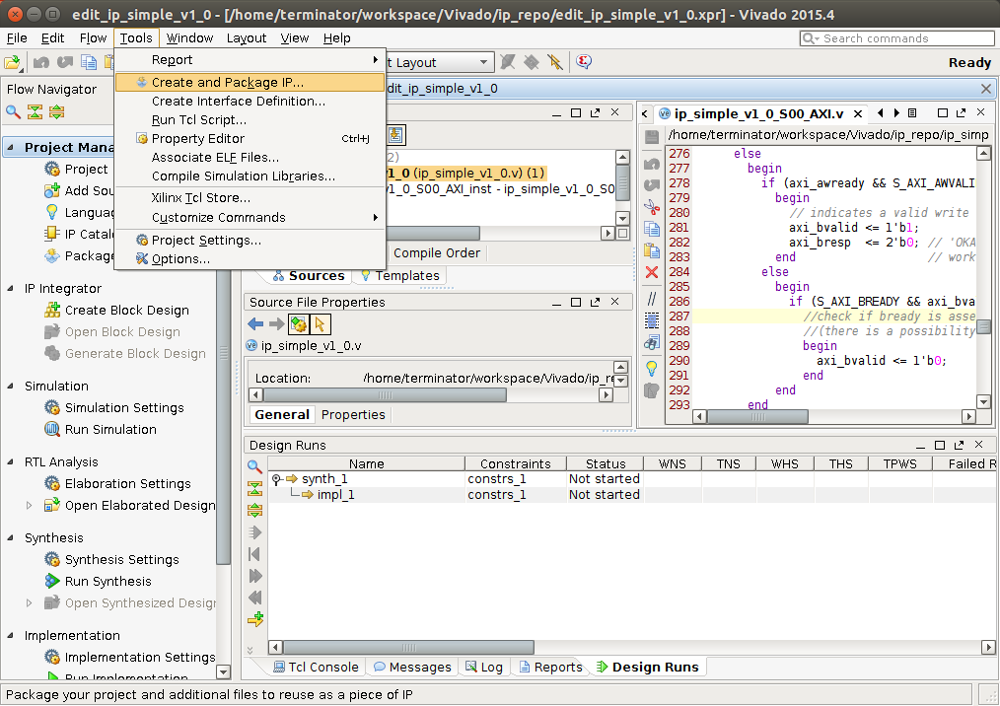 edit_ip_simple_v1_0 - [/home/terminator/workspace/Vivado/ip_repo/edit_ip_simple_v1_0.xpr] - Vivado 2015.4
File Edit Flow Tools Window Layout View Help
Search commands
Layout
Ready
Report
Create and Package IP...
Create Interface Definition...
Run Tcl Script...
Property Editor Ctrl+J
Associate ELF Files...
Compile Simulation Libraries...
Xilinx Tcl Store...
Customize Commands
Project Settings...
Options...
Flow Navigator
Project Mana
Project
Add Sou
Langua
IP Catal
Package
IP Integrator
Create Block Design
Open Block Design
Generate Block Design
Simulation
Simulation Settings
Run Simulation
RTL Analysis
Elaboration Settings
Open Elaborated Design
Synthesis
Synthesis Settings
Run Synthesis
Open Synthesized Design
Implementation
Implementation Settings
Run Implementation
dit_ip_simple_v1_0
2)
v1_0 (ip_simple_v1_0.v) (1)
v1_0_S00_AXI_inst - ip_simple_v1_0_S0
Compile Order
Sources Templates
Source File Properties
ip_simple_v1_0.v
Location: /home/terminator/workspace/Vivado/ip_re
General Properties
ip_simple_v1_0_S00_AXI.v
/home/terminator/workspace/Vivado/ip_repo/ip_simp
276 else
277 begin
278 if (axi_awready && S_AXI_AWVALI
279 begin
280 // indicates a valid write
281 axi_bvalid <= 1'b1;
282 axi_bresp <= 2'b0; // 'OKA
283 end // work
284 else
285 begin
286 if (S_AXI_BREADY && axi_bva
287 //check if bready is asse
288 //(there is a possibility
289 begin
290 axi_bvalid <= 1'b0;
291 end
292 end
293 end
Design Runs
Name Constraints Status WNS TNS WHS THS TPWS Failed R
synth_1 constrs_1 Not started
impl_1 constrs_1 Not started
Tcl Console Messages Log Reports Design Runs
Package your project and additional files to reuse as a piece of IP